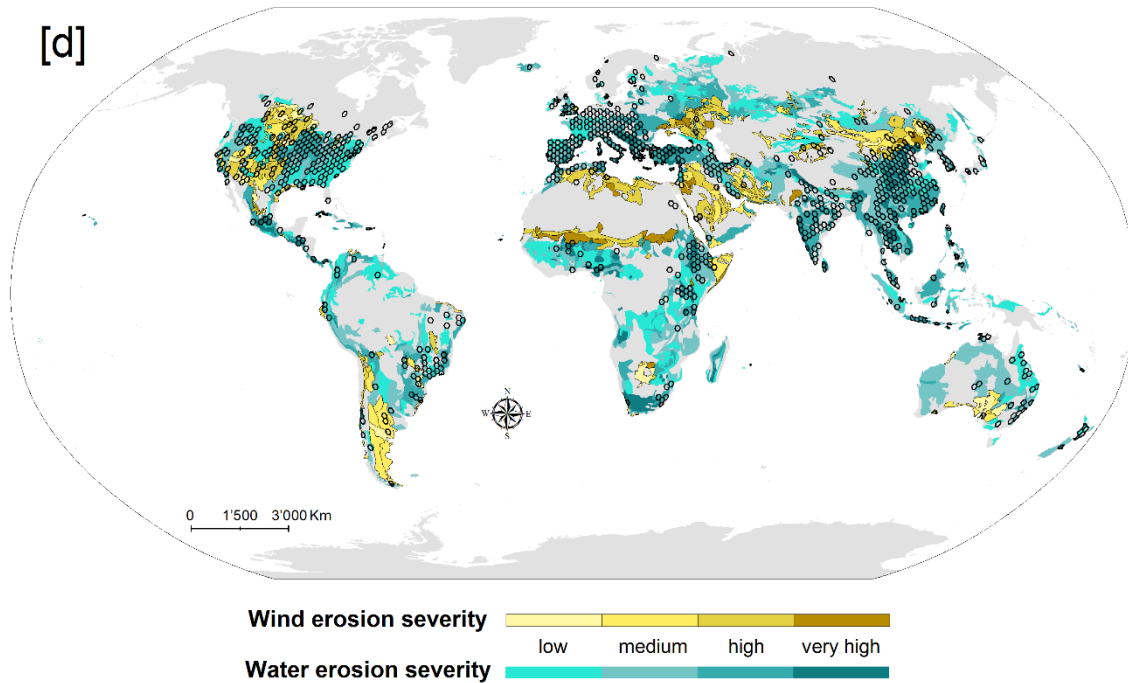 [d]
N
W E
S
0 1'500 3'000 Km
Wind erosion severity
low medium high very high
Water erosion severity